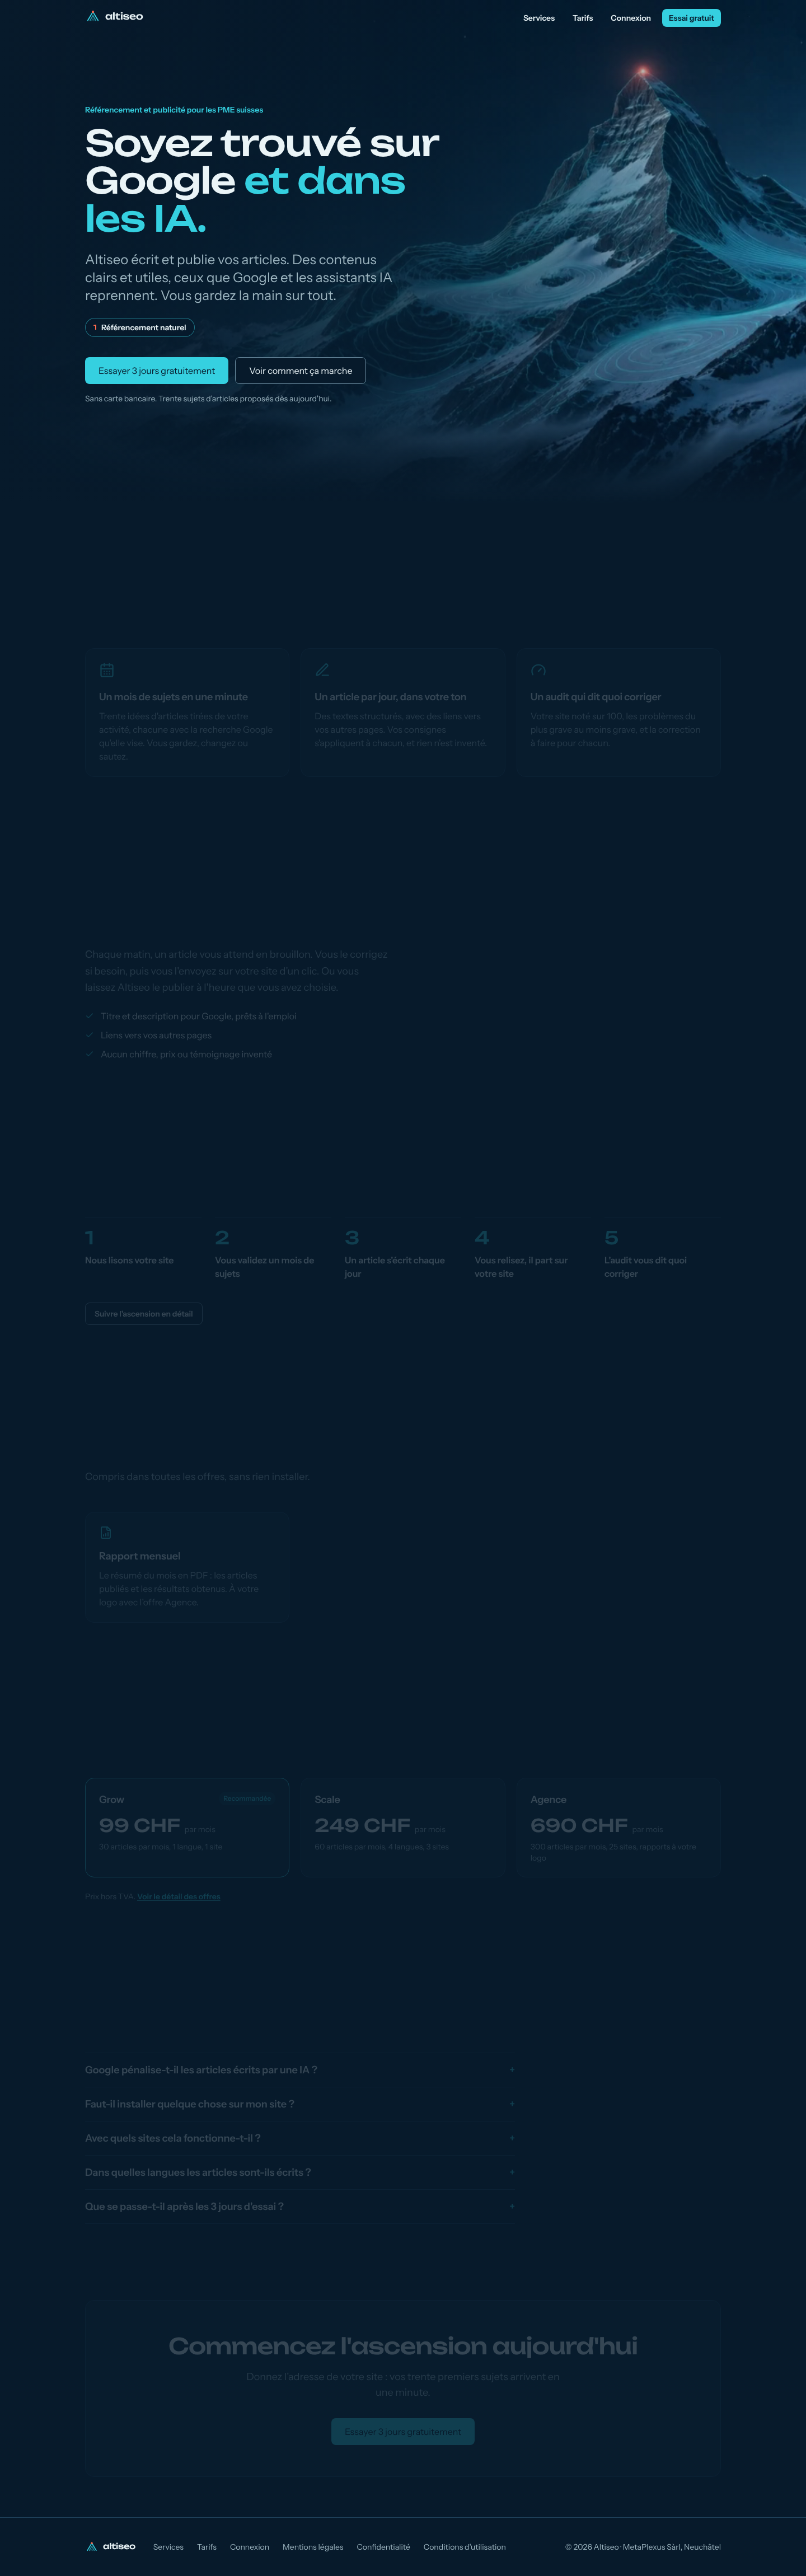 altiseo
Services
Tarifs
Connexion
Essai gratuit
Référencement et publicité pour les PME suisses
Soyez trouvé sur
Google et dans
les IA.
Altiseo écrit et publie vos articles. Des contenus
clairs et utiles, ceux que Google et les assistants IA
reprennent. Vous gardez la main sur tout.
1 Référencement naturel
Essayer 3 jours gratuitement
Voir comment ça marche
Sans carte bancaire. Trente sujets d'articles proposés dès aujourd'hui.
Un mois de sujets en une minute
Trente idées d'articles tirées de votre
activité, chacune avec la recherche Google
qu'elle vise. Vous gardez, changez ou
sautez.
Un article par jour, dans votre ton
Des textes structurés, avec des liens vers
vos autres pages. Vos consignes
s'appliquent à chacun, et rien n'est inventé.
Un audit qui dit quoi corriger
Votre site noté sur 100, les problèmes du
plus grave au moins grave, et la correction
à faire pour chacun.
Chaque matin, un article vous attend en brouillon. Vous le corrigez
si besoin, puis vous l'envoyez sur votre site d'un clic. Ou vous
laissez Altiseo le publier à l'heure que vous avez choisie.
Titre et description pour Google, prêts à l'emploi
Liens vers vos autres pages
Aucun chiffre, prix ou témoignage inventé
1
Nous lisons votre site
2
Vous validez un mois de
sujets
3
Un article s'écrit chaque
jour
4
Vous relisez, il part sur
votre site
5
L'audit vous dit quoi
corriger
Suivre l'ascension en détail
Compris dans toutes les offres, sans rien installer.
Rapport mensuel
Le résumé du mois en PDF : les articles
publiés et les résultats obtenus. À votre
logo avec l'offre Agence.
Grow
Recommandée
99 CHF par mois
30 articles par mois, 1 langue, 1 site
Scale
249 CHF par mois
60 articles par mois, 4 langues, 3 sites
Agence
690 CHF par mois
300 articles par mois, 25 sites, rapports à votre
logo
Prix hors TVA. Voir le détail des offres
Google pénalise-t-il les articles écrits par une IA ? +
Faut-il installer quelque chose sur mon site ? +
Avec quels sites cela fonctionne-t-il ? +
Dans quelles langues les articles sont-ils écrits ? +
Que se passe-t-il après les 3 jours d'essai ? +
Commencez l'ascension aujourd'hui
Donnez l'adresse de votre site : vos trente premiers sujets arrivent en
une minute.
Essayer 3 jours gratuitement
altiseo
Services
Tarifs
Connexion
Mentions légales
Confidentialité
Conditions d'utilisation
© 2026 Altiseo · MetaPlexus Sàrl, Neuchâtel